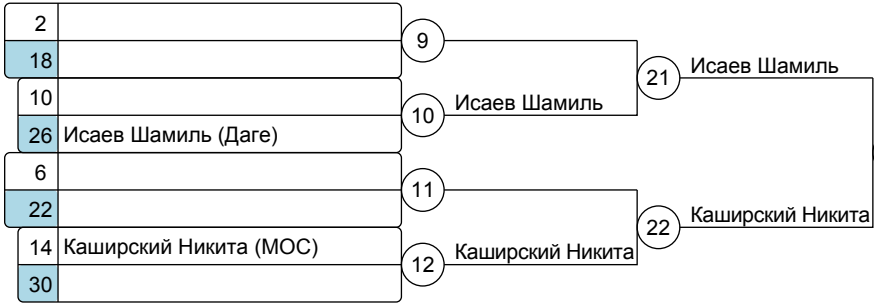 2
18
9
10
26 Исаев Шамиль (Даге)
10 Исаев Шамиль
21 Исаев Шамиль
6
22
11
14 Каширский Никита (МОС)
30
12 Каширский Никита
22 Каширский Никита